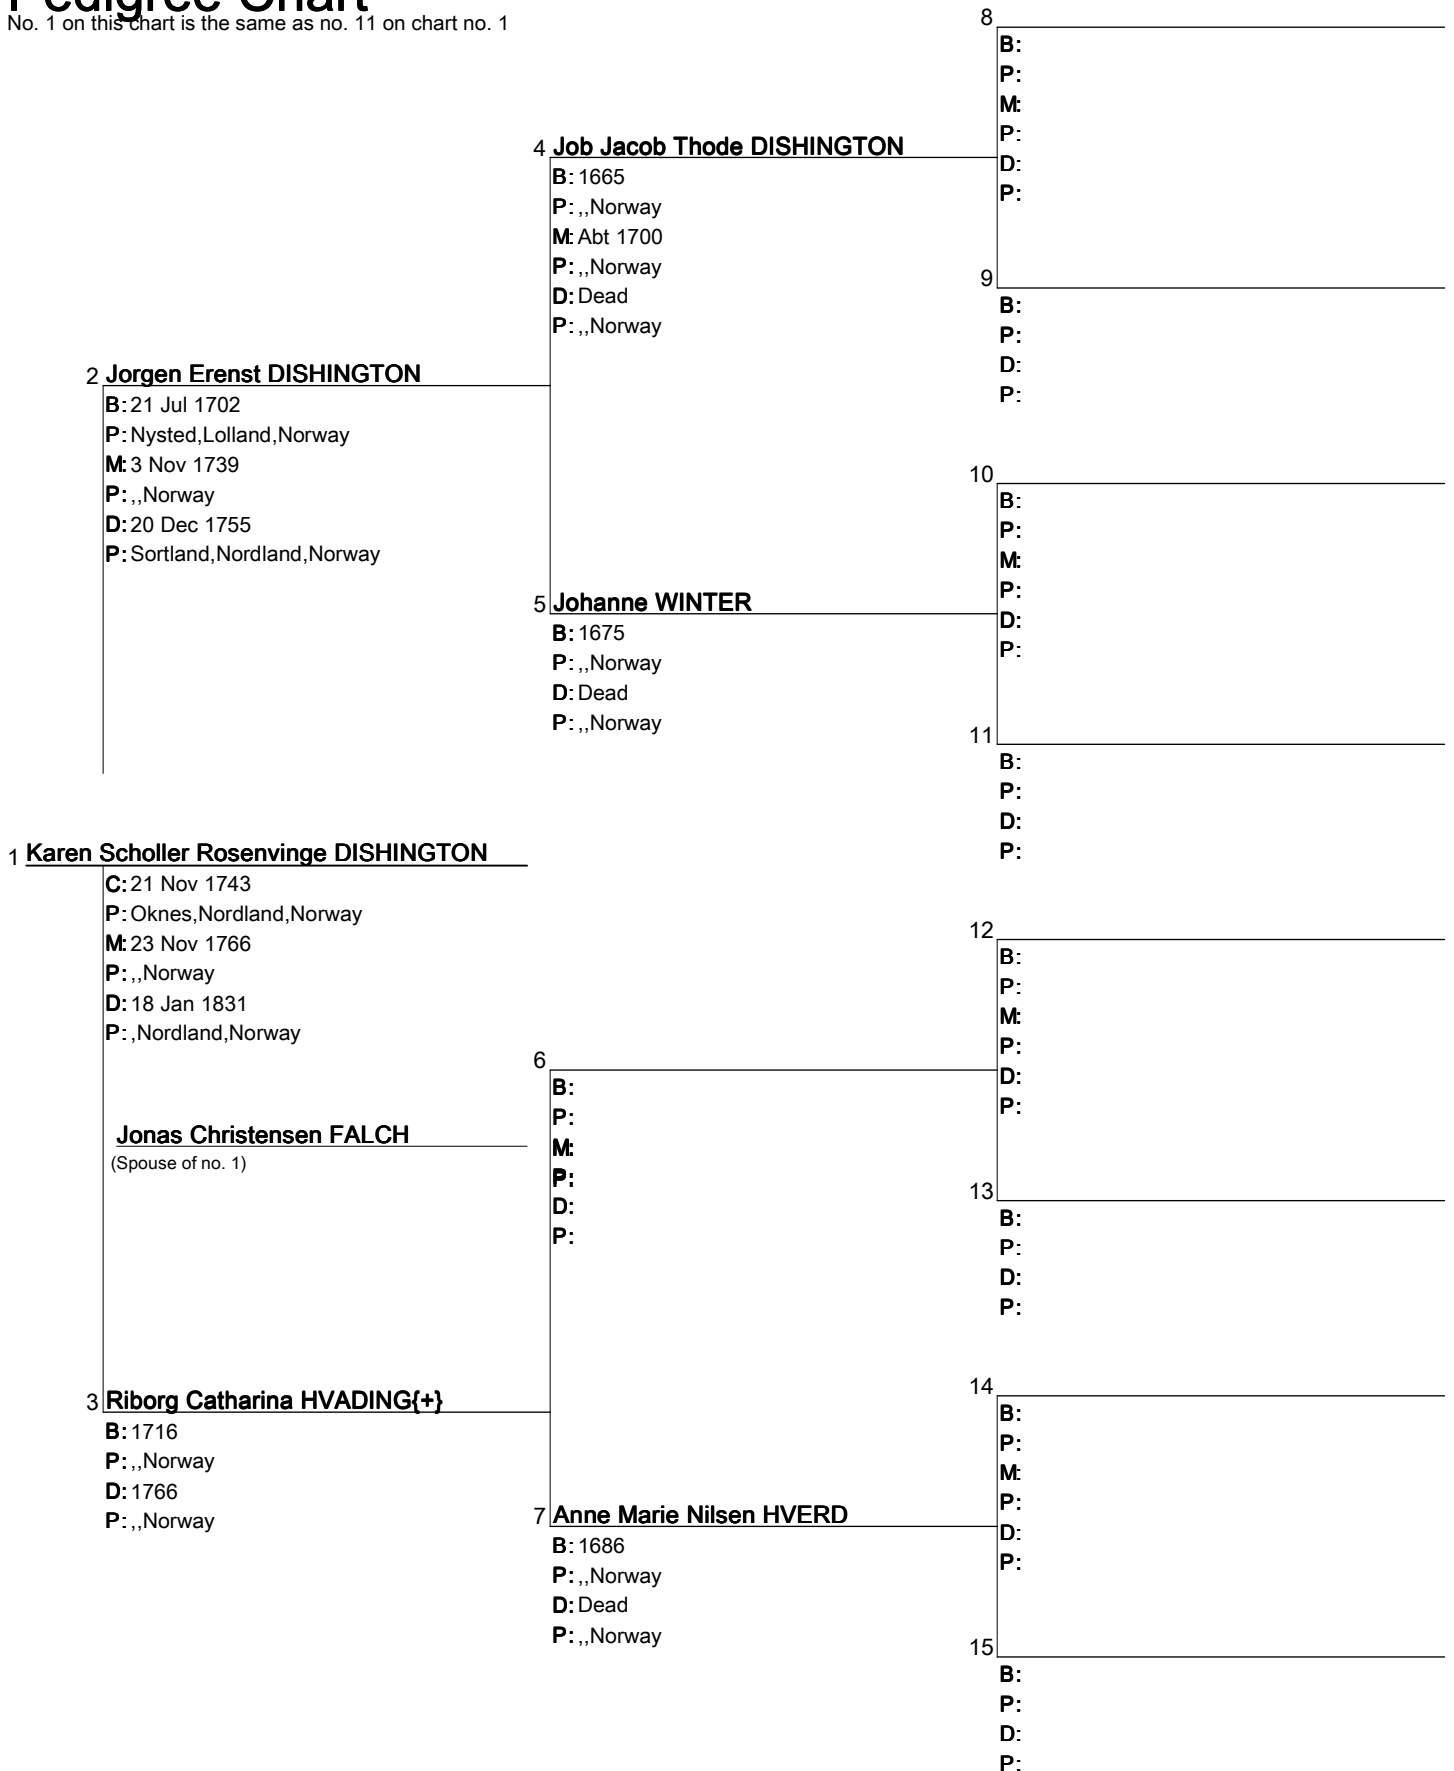 Pedigree Chart
No. 1 on this chart is the same as no. 11 on chart no. 1
8
B:
P:
M:
P:
D:
P:
4 Job Jacob Thode DISHINGTON
B: 1665
P: ,,Norway
M: Abt 1700
P: ,,Norway
D: Dead
P: ,,Norway
9
B:
P:
D:
P:
2 Jorgen Erenst DISHINGTON
B: 21 Jul 1702
P: Nysted,Lolland,Norway
M: 3 Nov 1739
P: ,,Norway
D: 20 Dec 1755
P: Sortland,Nordland,Norway
10
B:
P:
M:
P:
D:
P:
5 Johanne WINTER
B: 1675
P: ,,Norway
D: Dead
P: ,,Norway
11
B:
P:
D:
P:
1 Karen Scholler Rosenvinge DISHINGTON
C: 21 Nov 1743
P: Oknes,Nordland,Norway
M: 23 Nov 1766
P: ,,Norway
D: 18 Jan 1831
P: ,Nordland,Norway
Jonas Christensen FALCH
(Spouse of no. 1)
12
B:
P:
M:
P:
D:
P:
6
B:
P:
M:
P:
D:
P:
13
B:
P:
D:
P:
3 Riborg Catharina HVADING{+}
B: 1716
P: ,,Norway
D: 1766
P: ,,Norway
14
B:
P:
M:
P:
D:
P:
7 Anne Marie Nilsen HVERD
B: 1686
P: ,,Norway
D: Dead
P: ,,Norway
15
B:
P:
D:
P: